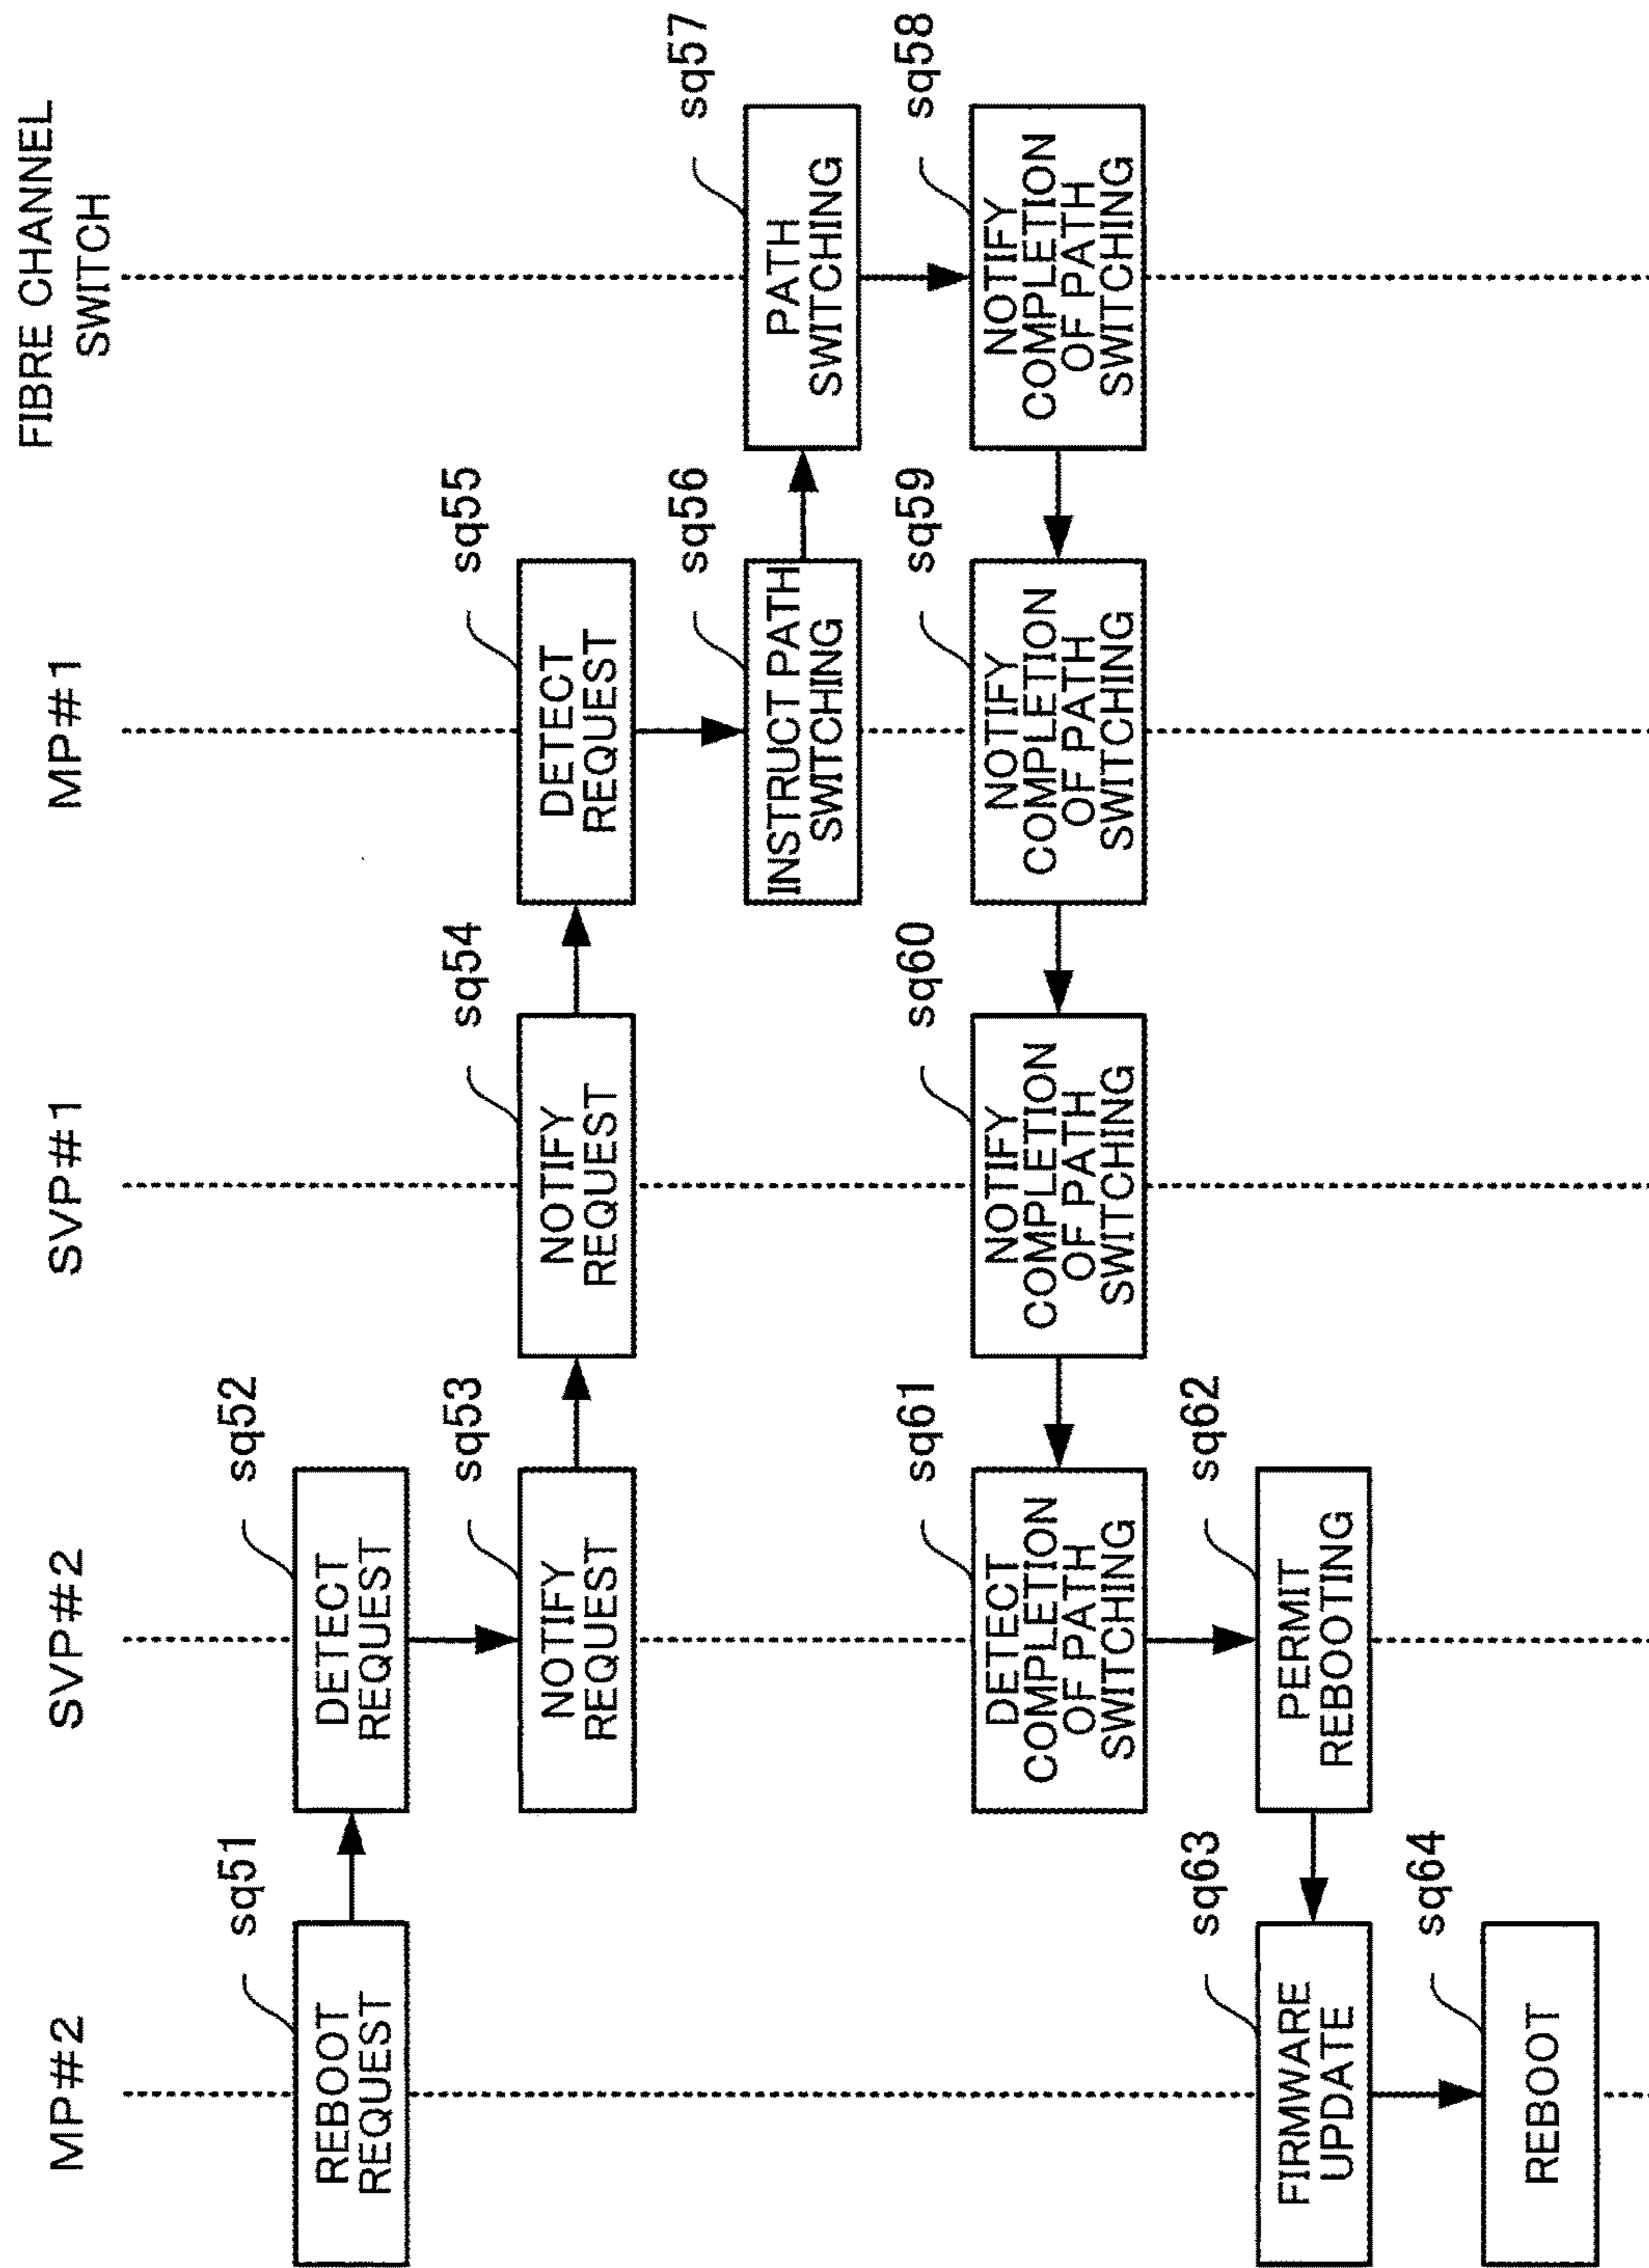 MP#2
SVP#2
SVP#1
MP#1
FIBRE CHANNEL
SWITCH
sq51
REBOOT
REQUEST
sq52
DETECT
REQUEST
sq53
NOTIFY
REQUEST
sq54
NOTIFY
REQUEST
sq55
DETECT
REQUEST
sq56
INSTRUCT PATH
SWITCHING
sq57
PATH
SWITCHING
sq58
NOTIFY
COMPLETION
OF PATH
SWITCHING
sq59
NOTIFY
COMPLETION
OF PATH
SWITCHING
sq60
NOTIFY
COMPLETION
OF PATH
SWITCHING
sq61
DETECT
COMPLETION
OF PATH
SWITCHING
sq62
PERMIT
REBOOTING
sq63
FIRMWARE
UPDATE
sq64
REBOOT